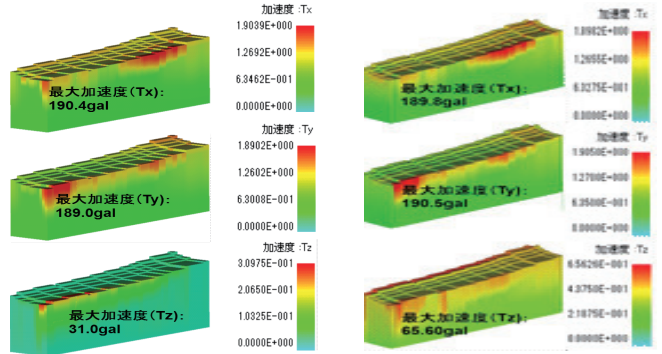 加速度 :Tx
1.9039E+000
1.2692E+000
6.3462E-001
0.0000E+000
最大加速度(Tx):
190.4gal
加速度 :Ty
1.8902E+000
1.2602E+000
6.3008E-001
0.0000E+000
最大加速度(Ty):
189.0gal
加速度 :Tz
3.0975E-001
2.0650E-001
1.0325E-001
0.0000E+000
最大加速度(Tz):
31.0gal
加速度 :Tx
1.8982E+000
1.2655E+000
6.3275E-001
0.0000E+000
最大加速度(Tx):
189.8gal
加速度 :Ty
1.9050E+000
1.2700E+000
6.3500E-001
0.0000E+000
最大加速度(Ty):
190.5gal
加速度 :Tz
6.5626E-001
4.3750E-001
2.1875E-001
0.0000E+000
最大加速度(Tz):
65.60gal